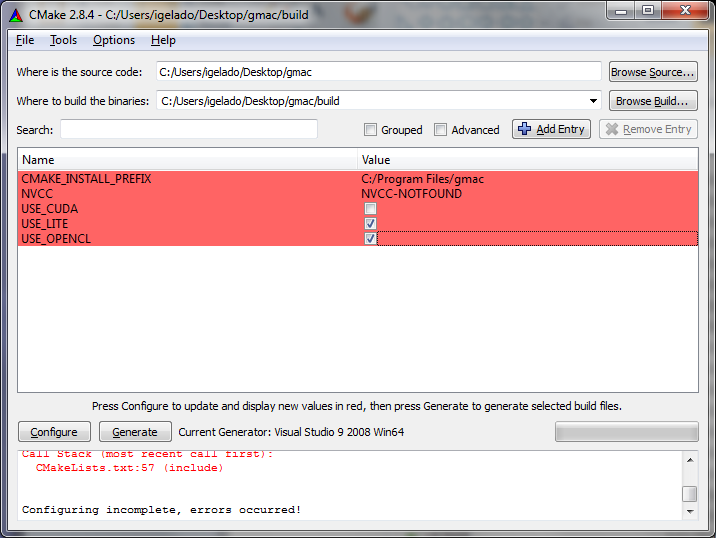 CMake 2.8.4 - C:/Users/igelado/Desktop/gmac/build
File Tools Options Help
Where is the source code: C:/Users/igelado/Desktop/gmac Browse Source...
Where to build the binaries: C:/Users/igelado/Desktop/gmac/build Browse Build...
Search: Grouped Advanced Add Entry Remove Entry
Name Value
CMAKE_INSTALL_PREFIX C:/Program Files/gmac
NVCC NVCC-NOTFOUND
USE_CUDA
USE_LITE
USE_OPENCL
Press Configure to update and display new values in red, then press Generate to generate selected build files.
Configure Generate Current Generator: Visual Studio 9 2008 Win64
Call Stack (most recent call first):
CMakeLists.txt:57 (include)
Configuring incomplete, errors occurred!